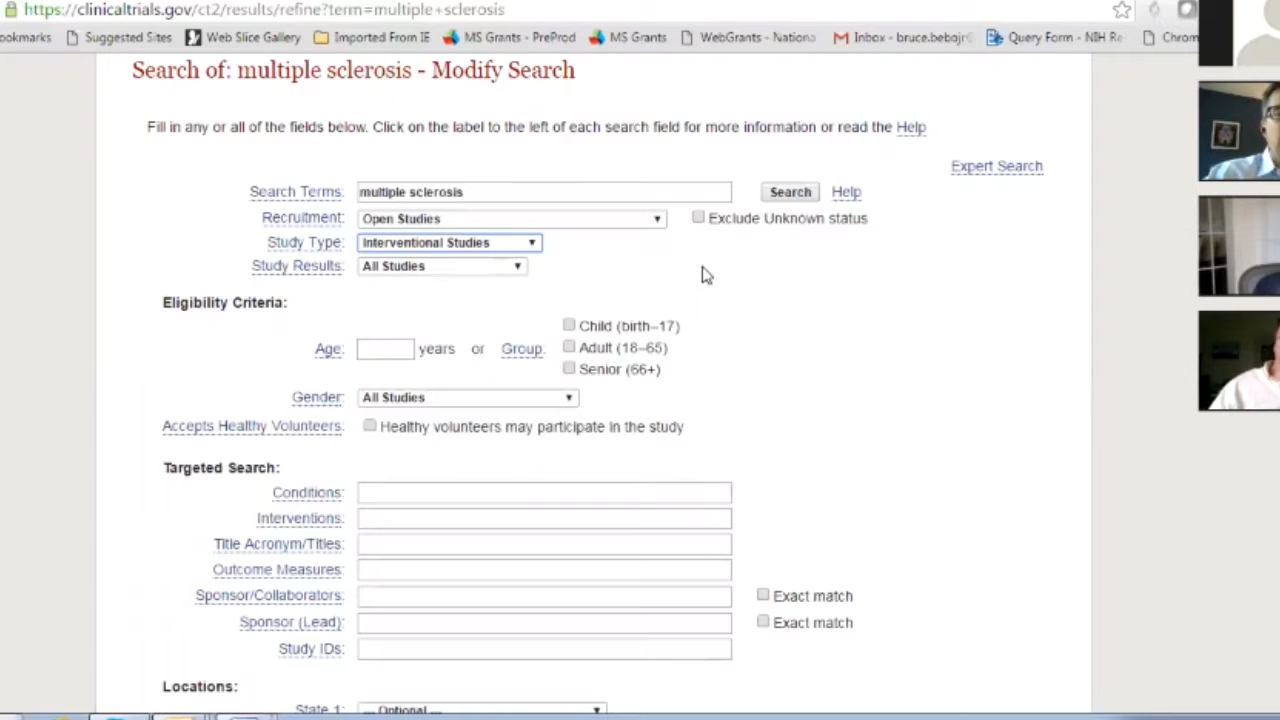 https://clinicaltrials.gov/ct2/results/refine?term=multiple+sclerosis
ookmarks Suggested Sites Web Slice Gallery Imported From IE MS Grants - PreProd MS Grants WebGrants - Nationa Inbox - bruce.bebojr Query Form - NIH Re Chrom
Search of: multiple sclerosis - Modify Search
Fill in any or all of the fields below. Click on the label to the left of each search field for more information or read the Help
Expert Search
Search Terms: multiple sclerosis Search Help
Recruitment: Open Studies Exclude Unknown status
Study Type: Interventional Studies
Study Results: All Studies
Eligibility Criteria:
Child (birth–17)
Age: years or Group: Adult (18–65)
Senior (66+)
Gender: All Studies
Accepts Healthy Volunteers: Healthy volunteers may participate in the study
Targeted Search:
Conditions:
Interventions:
Title Acronym/Titles:
Outcome Measures:
Sponsor/Collaborators: Exact match
Sponsor (Lead): Exact match
Study IDs:
Locations:
State 1: --- Optional ---